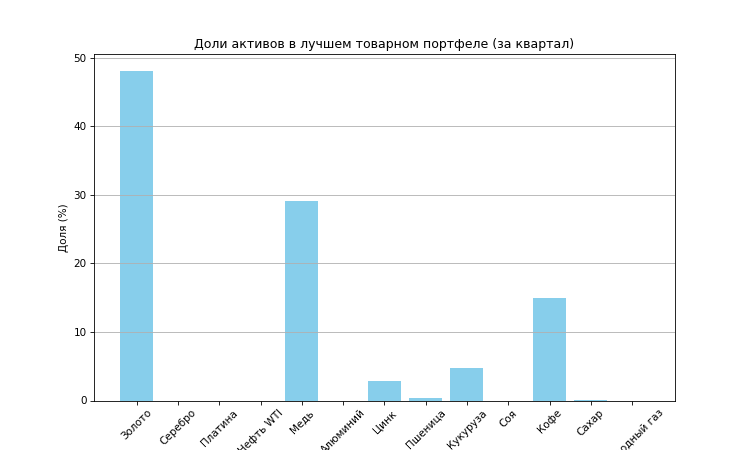 Доли активов в лучшем товарном портфеле (за квартал)
Доля (%)
50
40
30
20
10
0
Золото
Серебро
Платина
Нефть WTI
Медь
Алюминий
Цинк
Пшеница
Кукуруза
Соя
Кофе
Сахар
газ